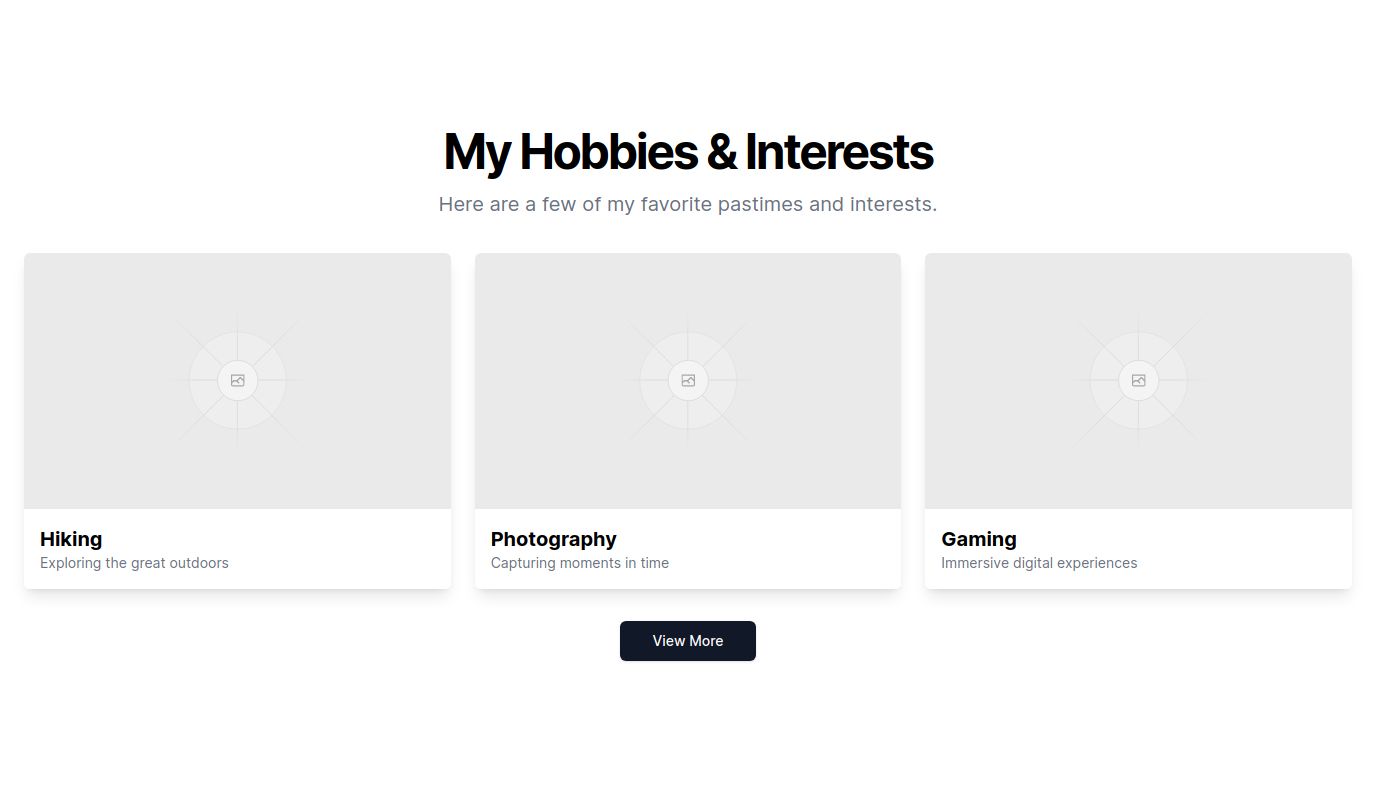 My Hobbies & Interests
Here are a few of my favorite pastimes and interests.
Hiking
Exploring the great outdoors
Photography
Capturing moments in time
Gaming
Immersive digital experiences
View More